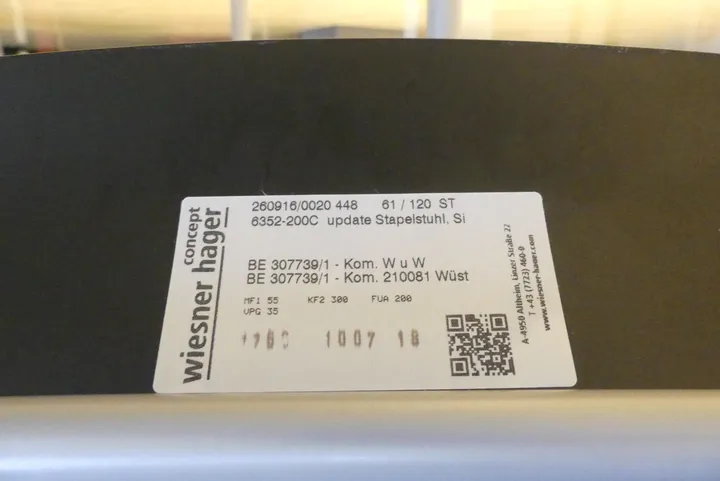 concept
wiesner hager
260916/0020 448 61 / 120 ST
6352-200C update Stapelstuhl, Si
BE 307739/1 - Kom. W u W
BE 307739/1 - Kom. 210081 Wüst
MF1 55 KF2 300 FUA 200
VPG 35
1007 18
A-4950 Altheim, Linzer Straße 22
T +43 (7723) 460-0
www.wiesner-hager.com